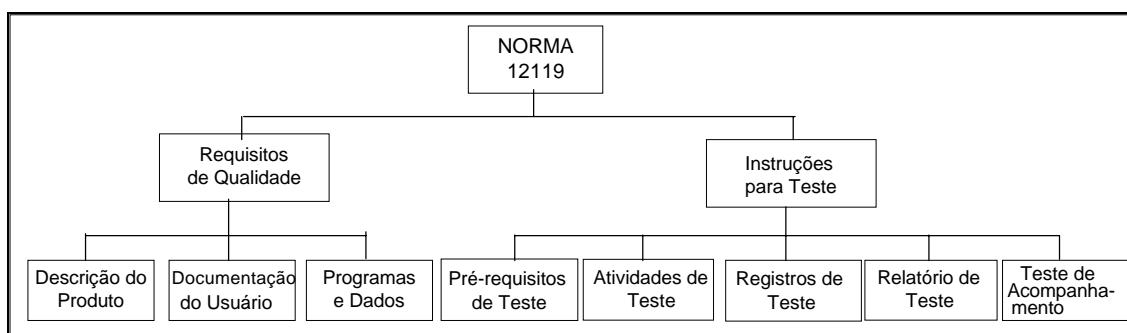 NORMA
12119
Requisitos
de Qualidade
Instruções
para Teste
Descrição do
Produto
Documentação
do Usuário
Programas
e Dados
Pré-requisitos
de Teste
Atividades de
Teste
Registros de
Teste
Relatório de
Teste
Teste de
Acompanha-
mento